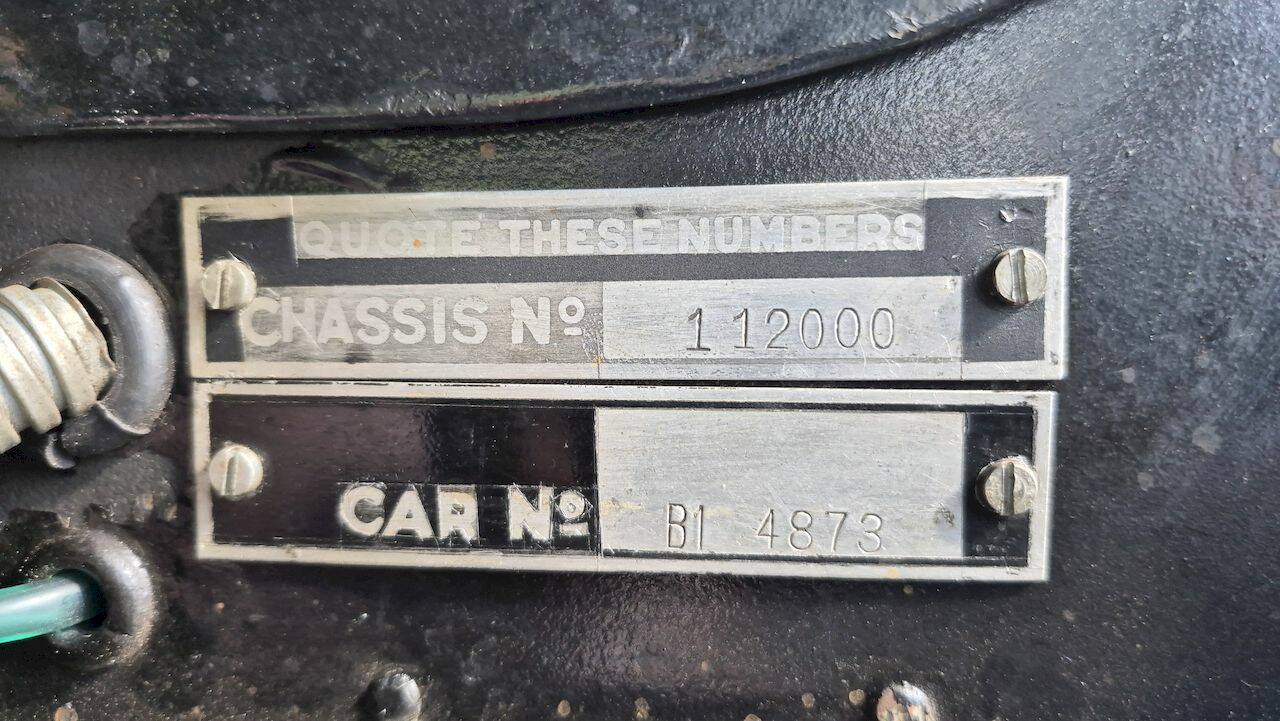 QUOTE THESE NUMBERS
CHASSIS Nº 112000
CAR Nº B1 4873